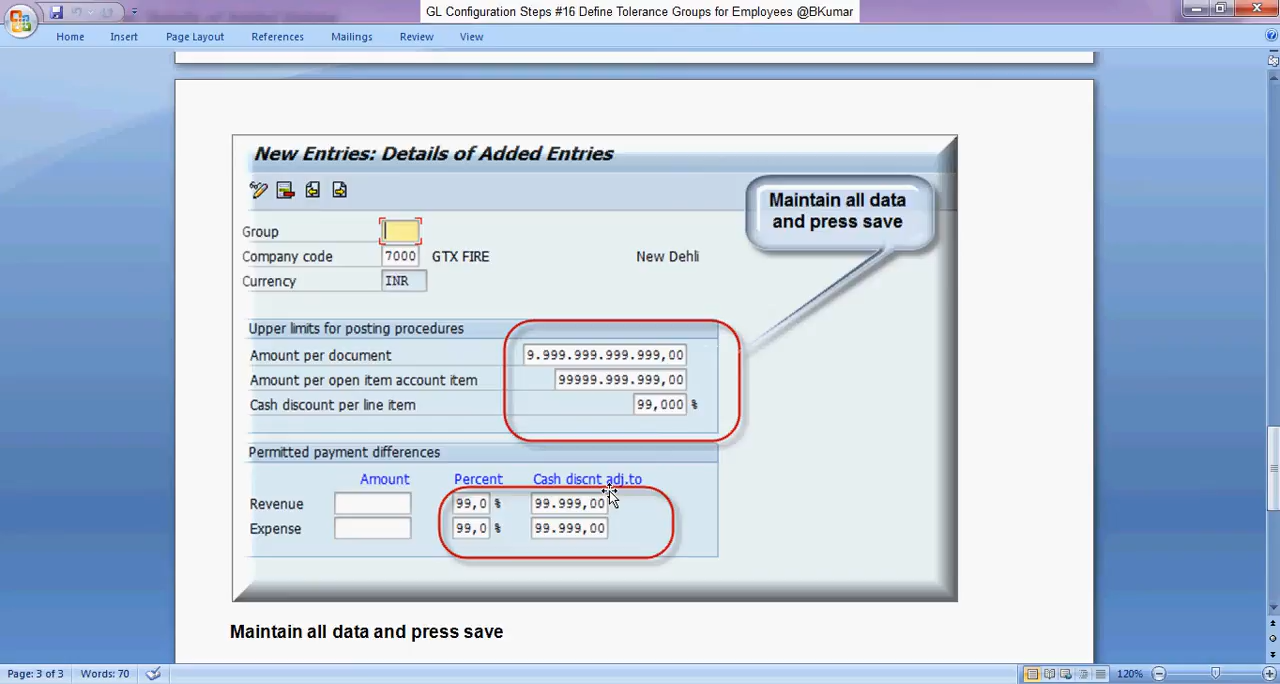 GL Configuration Steps #16 Define Tolerance Groups for Employees @BKumar
Home Insert Page Layout References Mailings Review View
New Entries: Details of Added Entries
Maintain all data
and press save
Group
Company code 7000 GTX FIRE New Dehli
Currency INR
Upper limits for posting procedures
Amount per document 9.999.999.999.999,00
Amount per open item account item 99999.999.999,00
Cash discount per line item 99,000 %
Permitted payment differences
Amount Percent Cash discnt adj.to
Revenue 99,0 % 99.999,00
Expense 99,0 % 99.999,00
Maintain all data and press save
Page: 3 of 3 Words: 70 120%